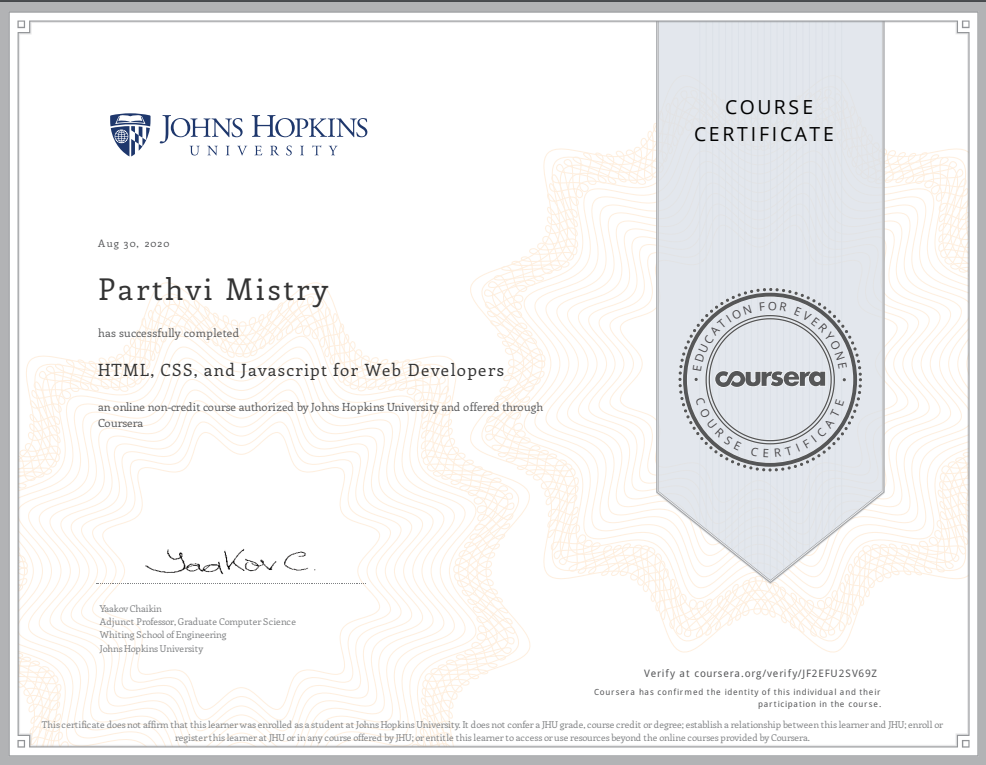 JOHNS HOPKINS
UNIVERSITY
COURSE
CERTIFICATE
Aug 30, 2020
Parthvi Mistry
has successfully completed
HTML, CSS, and Javascript for Web Developers
an online non-credit course authorized by Johns Hopkins University and offered through
Coursera
EDUCATION FOR EVERYONE
coursera
COURSE CERTIFICATE
Yaakov C.
Yaakov Chaikin
Adjunct Professor, Graduate Computer Science
Whiting School of Engineering
Johns Hopkins University
Verify at coursera.org/verify/JF2EFU2SV69Z
Coursera has confirmed the identity of this individual and their
participation in the course.
This certificate does not affirm that this learner was enrolled as a student at Johns Hopkins University. It does not confer a JHU grade, course credit or degree; establish a relationship between this learner and JHU; enroll or
register this learner at JHU or in any course offered by JHU; or entitle this learner to access or use resources beyond the online courses provided by Coursera.